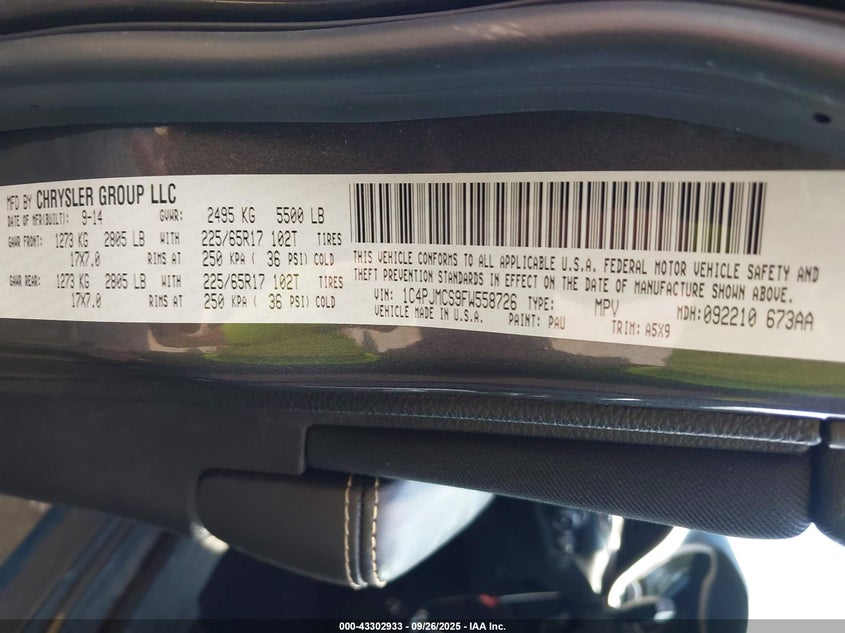 MFD BY CHRYSLER GROUP LLC
DATE OF MFR(BUILT): 9-14 GVWR: 2495 KG 5500 LB
GAWR FRONT: 1273 KG 2805 LB WITH 225/65R17 102T TIRES
17X7.0 RIMS AT 250 KPA ( 36 PSI) COLD
GAWR REAR: 1273 KG 2805 LB WITH 225/65R17 102T TIRES
17X7.0 RIMS AT 250 KPA ( 36 PSI) COLD
THIS VEHICLE CONFORMS TO ALL APPLICABLE U.S.A. FEDERAL MOTOR VEHICLE SAFETY AND
THEFT PREVENTION STANDARDS IN EFFECT ON THE DATE OF MANUFACTURE SHOWN ABOVE.
VIN: 1C4PJMCS9FW558726 TYPE: MPV MDH:092210 673AA
VEHICLE MADE IN U.S.A. PAINT: PAU TRIM: A5X9
000-43302933 - 09/26/2025 - IAA Inc.